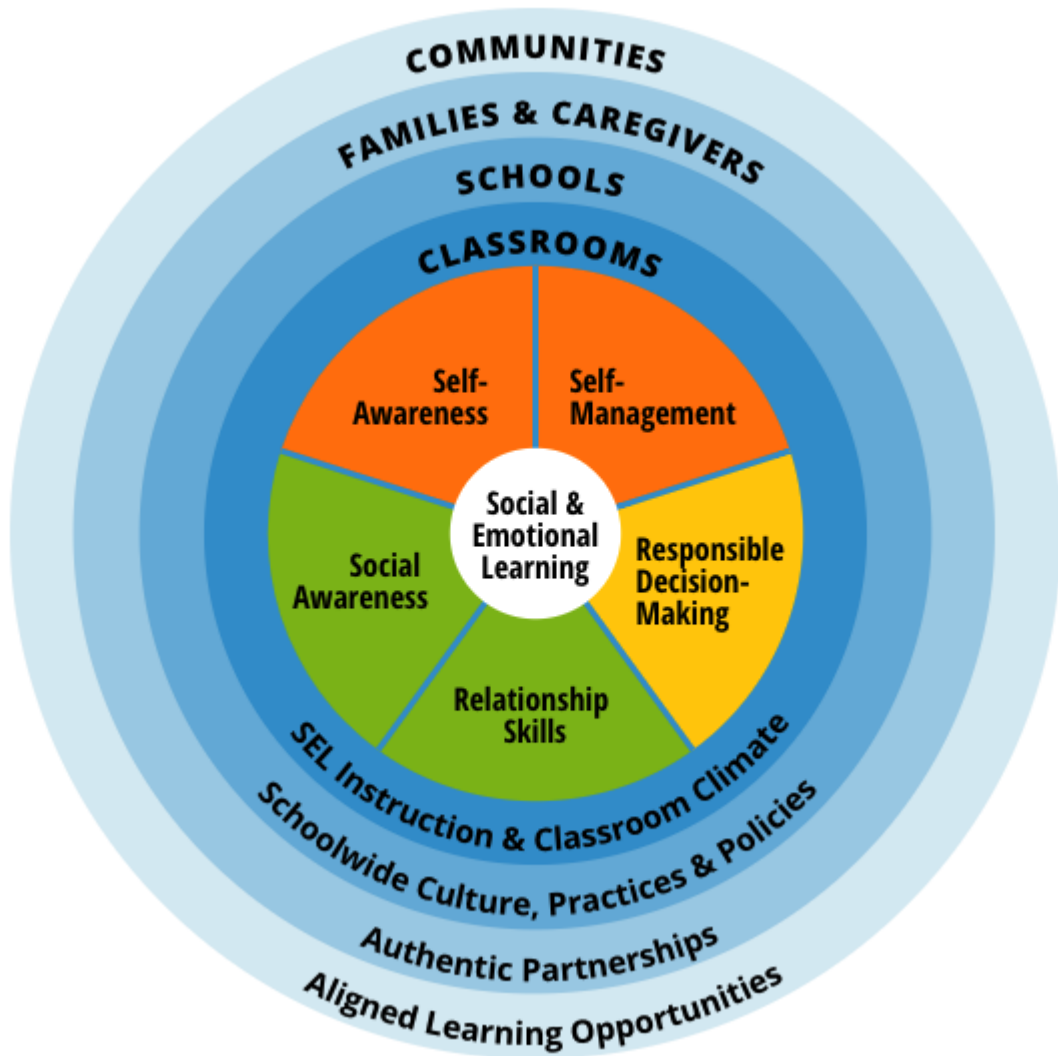 COMMUNITIES
FAMILIES & CAREGIVERS
SCHOOLS
CLASSROOMS
Self-
Awareness
Self-
Management
Social &
Emotional
Learning
Social
Awareness
Responsible
Decision-
Making
Relationship
Skills
SEL Instruction & Classroom Climate
Schoolwide Culture, Practices & Policies
Authentic Partnerships
Aligned Learning Opportunities